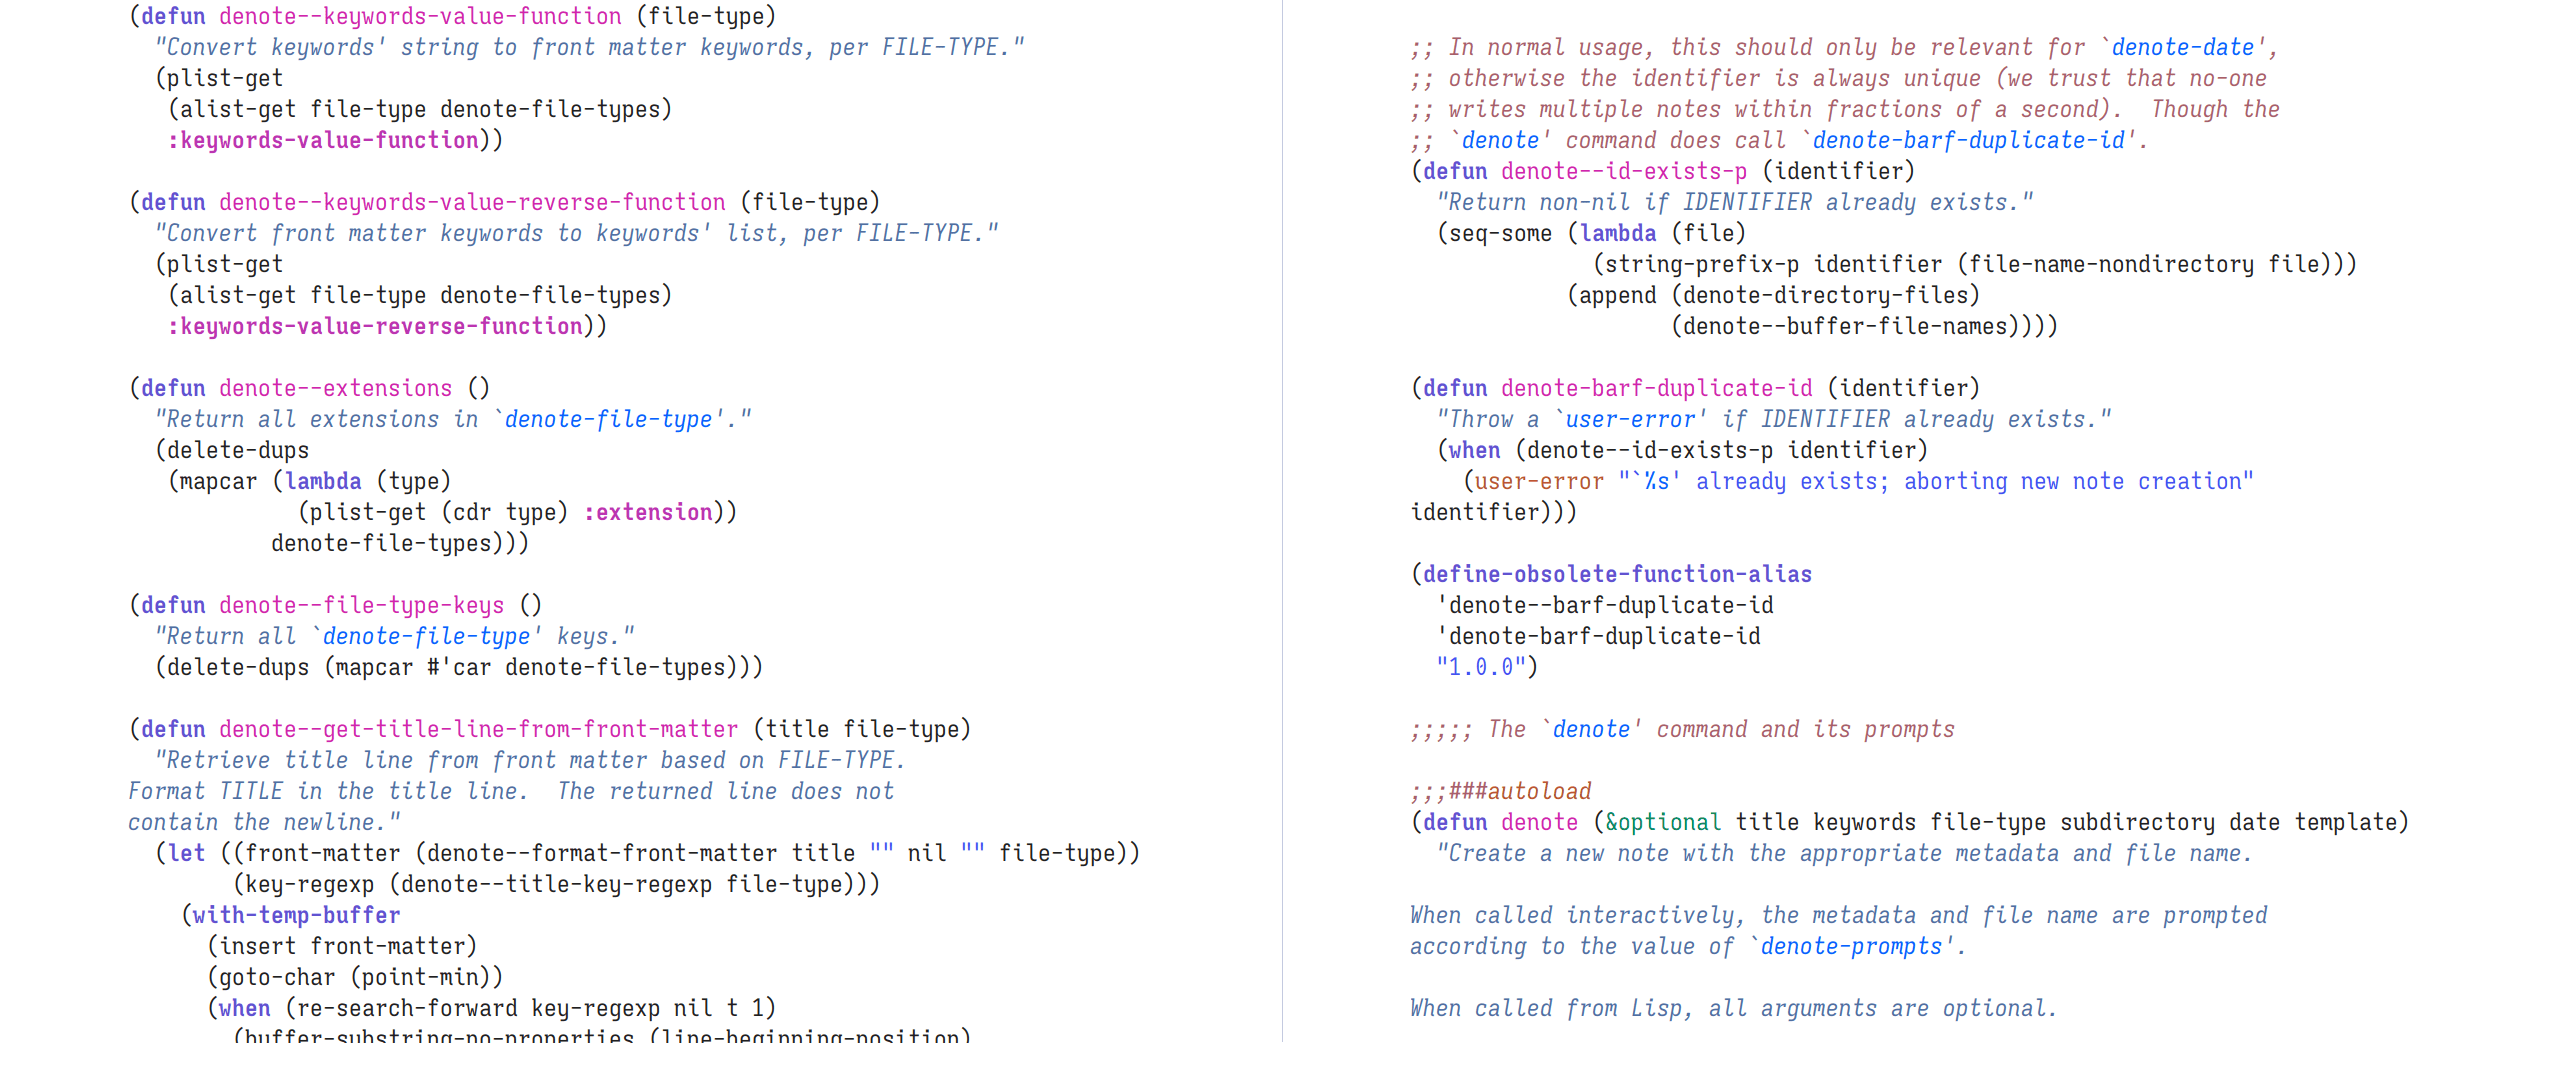 (defun denote--keywords-value-function (file-type)
  "Convert keywords' string to front matter keywords, per FILE-TYPE."
  (plist-get
   (alist-get file-type denote-file-types)
   :keywords-value-function))

(defun denote--keywords-value-reverse-function (file-type)
  "Convert front matter keywords to keywords' list, per FILE-TYPE."
  (plist-get
   (alist-get file-type denote-file-types)
   :keywords-value-reverse-function))

(defun denote--extensions ()
  "Return all extensions in `denote-file-type'."
  (delete-dups
   (mapcar (lambda (type)
             (plist-get (cdr type) :extension))
           denote-file-types)))

(defun denote--file-type-keys ()
  "Return all `denote-file-type' keys."
  (delete-dups (mapcar #'car denote-file-types)))

(defun denote--get-title-line-from-front-matter (title file-type)
  "Retrieve title line from front matter based on FILE-TYPE.
Format TITLE in the title line.  The returned line does not
contain the newline."
  (let ((front-matter (denote--format-front-matter title "" nil "" file-type))
        (key-regexp (denote--title-key-regexp file-type)))
    (with-temp-buffer
      (insert front-matter)
      (goto-char (point-min))
      (when (re-search-forward key-regexp nil t 1)
        (buffer-substring-no-properties (line-beginning-position)

;; In normal usage, this should only be relevant for `denote-date',
;; otherwise the identifier is always unique (we trust that no-one
;; writes multiple notes within fractions of a second).  Though the
;; `denote' command does call `denote-barf-duplicate-id'.
(defun denote--id-exists-p (identifier)
  "Return non-nil if IDENTIFIER already exists."
  (seq-some (lambda (file)
              (string-prefix-p identifier (file-name-nondirectory file)))
            (append (denote-directory-files)
                    (denote--buffer-file-names))))

(defun denote-barf-duplicate-id (identifier)
  "Throw a `user-error' if IDENTIFIER already exists."
  (when (denote--id-exists-p identifier)
    (user-error "`%s' already exists; aborting new note creation"
identifier)))

(define-obsolete-function-alias
  'denote--barf-duplicate-id
  'denote-barf-duplicate-id
  "1.0.0")

;;;;; The `denote' command and its prompts

;;;###autoload
(defun denote (&optional title keywords file-type subdirectory date template)
  "Create a new note with the appropriate metadata and file name.

When called interactively, the metadata and file name are prompted
according to the value of `denote-prompts'.

When called from Lisp, all arguments are optional.